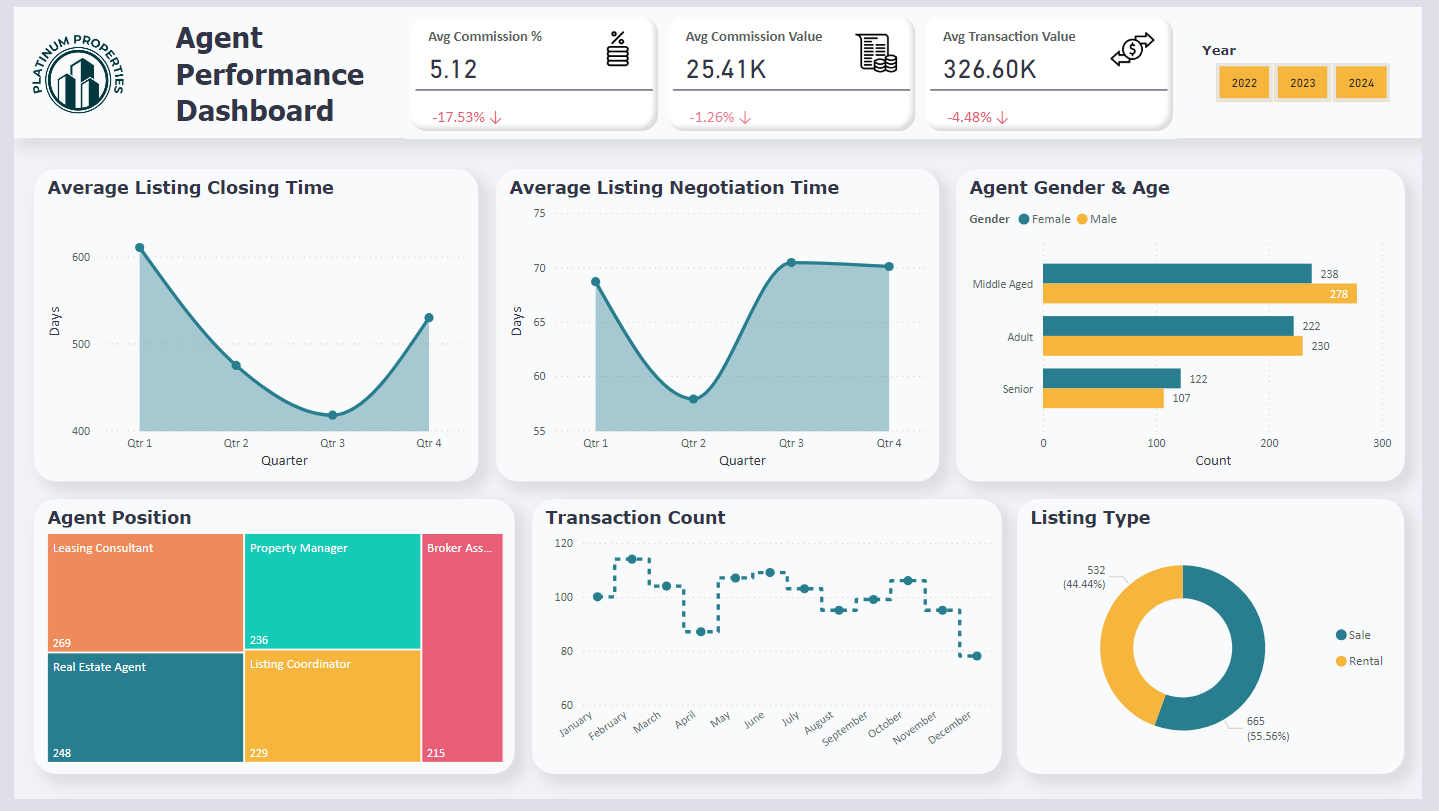 PLATINUM PROPERTIES
Agent
Performance
Dashboard
Avg Commission %
5.12
-17.53% ↓
Avg Commission Value
25.41K
-1.26% ↓
Avg Transaction Value
326.60K
-4.48% ↓
Year
2022 2023 2024
Average Listing Closing Time
600
500
400
Days
Qtr 1 Qtr 2 Qtr 3 Qtr 4
Quarter
Average Listing Negotiation Time
75
70
65
60
55
Days
Qtr 1 Qtr 2 Qtr 3 Qtr 4
Quarter
Agent Gender & Age
Gender Female Male
Middle Aged 238
278
Adult 222
230
Senior 122
107
0 100 200 300
Count
Agent Position
Leasing Consultant
269
Real Estate Agent
248
Property Manager
236
Listing Coordinator
229
Broker Ass...
215
Transaction Count
120
100
80
60
January February March April May June July August September October November December
Listing Type
532
(44.44%)
665
(55.56%)
Sale
Rental